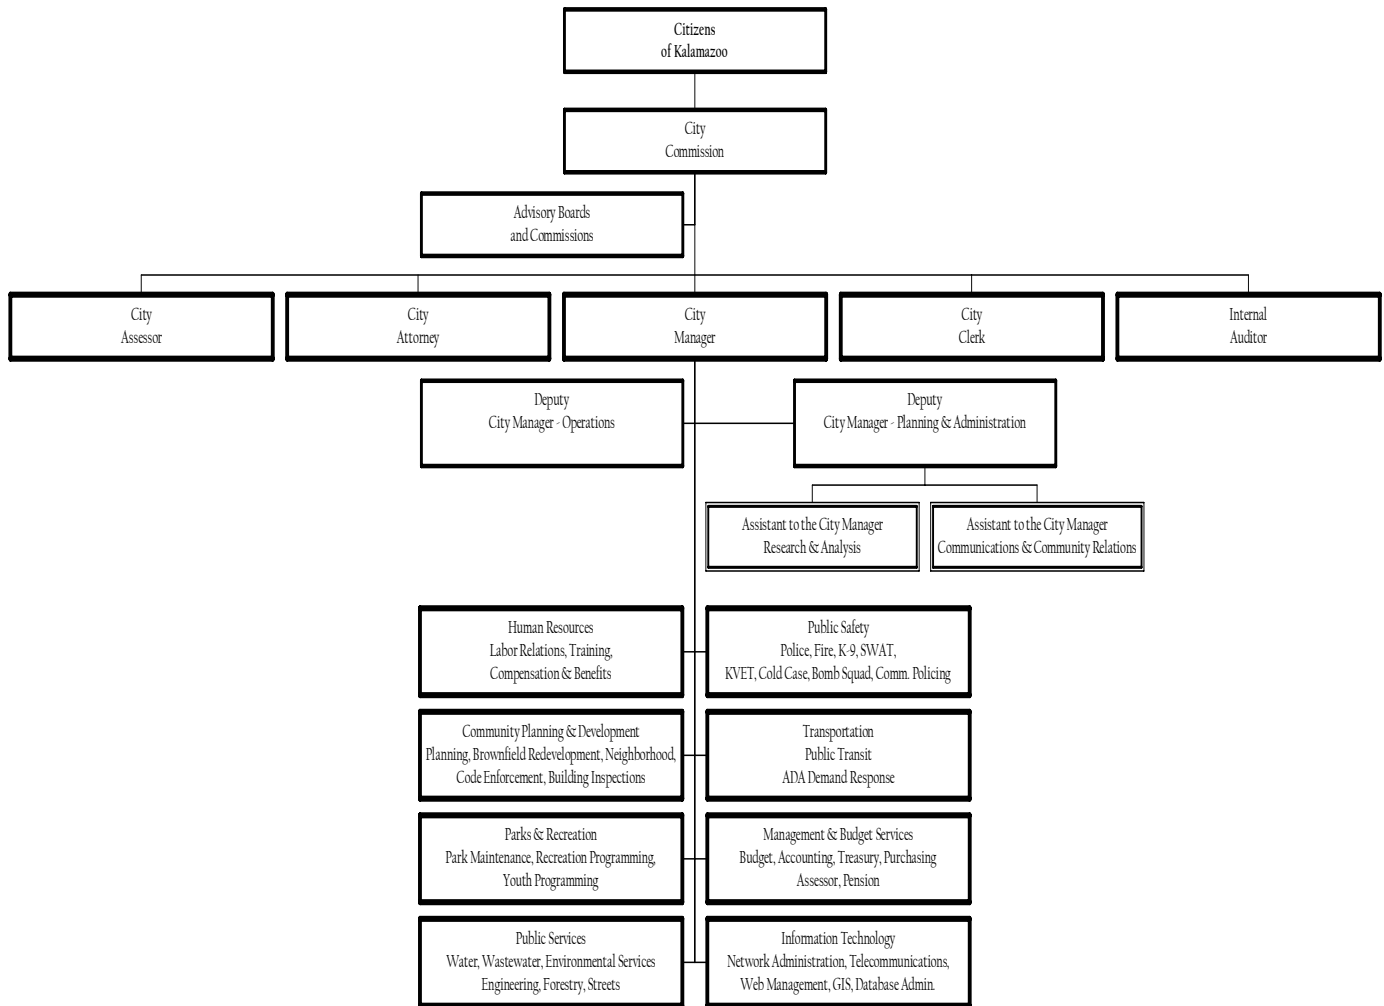 Citizens
of Kalamazoo
City
Commission
Advisory Boards
and Commissions
City
Assessor
City
Attorney
City
Manager
City
Clerk
Internal
Auditor
Deputy
City Manager - Operations
Deputy
City Manager - Planning & Administration
Assistant to the City Manager
Research & Analysis
Assistant to the City Manager
Communications & Community Relations
Human Resources
Labor Relations, Training,
Compensation & Benefits
Public Safety
Police, Fire, K-9, SWAT,
KVET, Cold Case, Bomb Squad, Comm. Policing
Community Planning & Development
Planning, Brownfield Redevelopment, Neighborhood,
Code Enforcement, Building Inspections
Transportation
Public Transit
ADA Demand Response
Parks & Recreation
Park Maintenance, Recreation Programming,
Youth Programming
Management & Budget Services
Budget, Accounting, Treasury, Purchasing
Assessor, Pension
Public Services
Water, Wastewater, Environmental Services
Engineering, Forestry, Streets
Information Technology
Network Administration, Telecommunications,
Web Management, GIS, Database Admin.